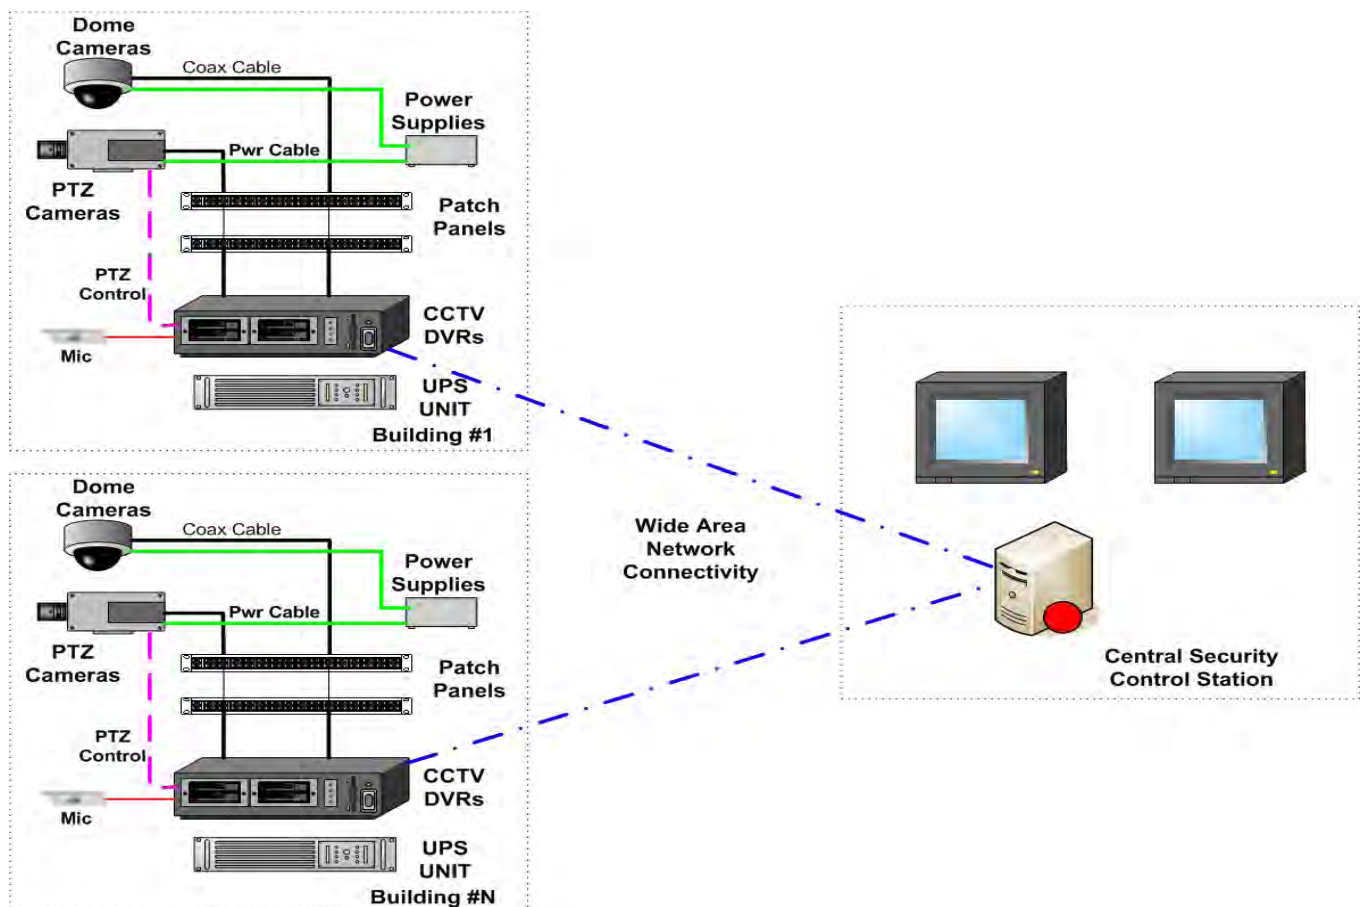 Dome
Cameras
Coax Cable
Power
Supplies
Pwr Cable
PTZ
Cameras
Patch
Panels
PTZ
Control
CCTV
DVRs
Mic
UPS
UNIT
Building #1
Dome
Cameras
Coax Cable
Power
Supplies
Pwr Cable
PTZ
Cameras
Patch
Panels
PTZ
Control
CCTV
DVRs
Mic
UPS
UNIT
Building #N
Wide Area
Network
Connectivity
Central Security
Control Station